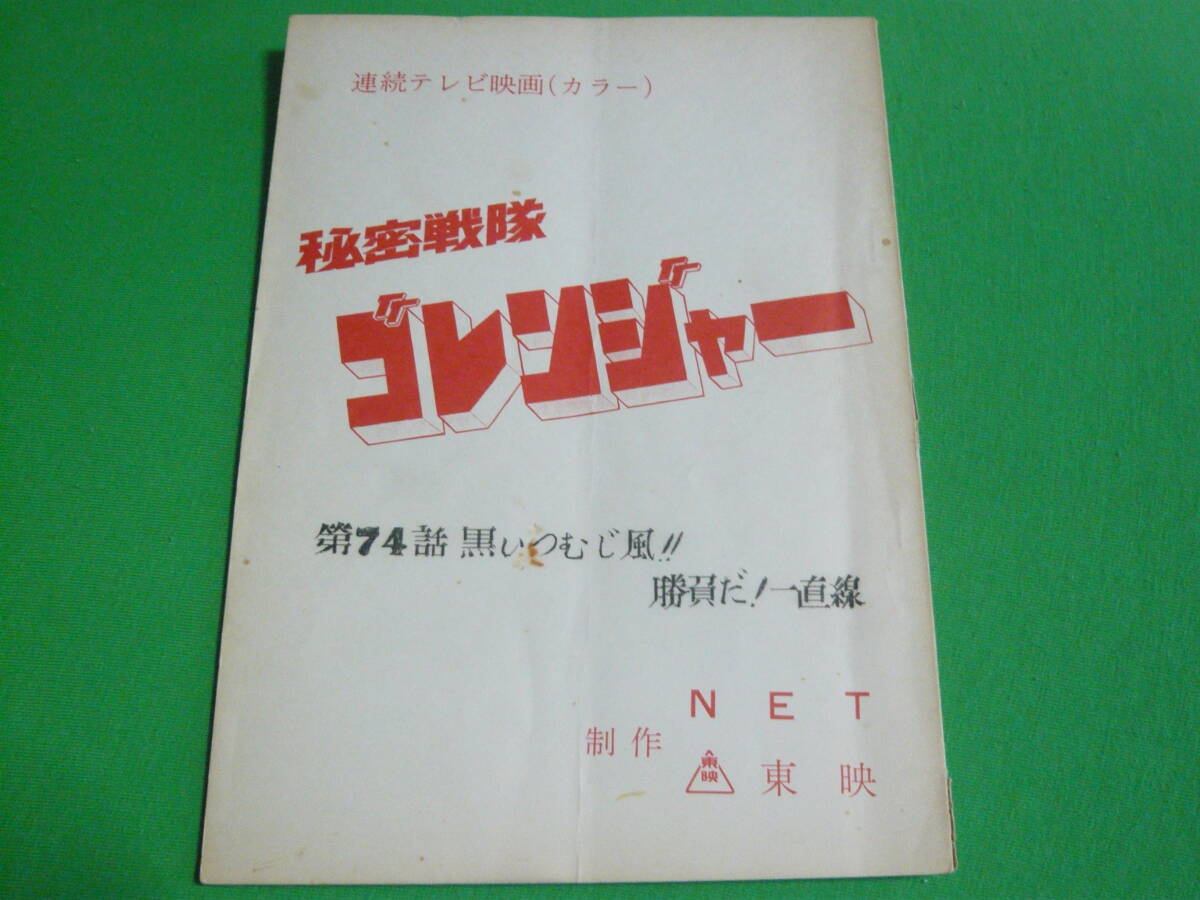 連続テレビ映画(カラー)
秘密戦隊
ゴレンジャー
第74話 黒いつむじ風!!
勝負だ!一直線
NET
制作
東映 東映